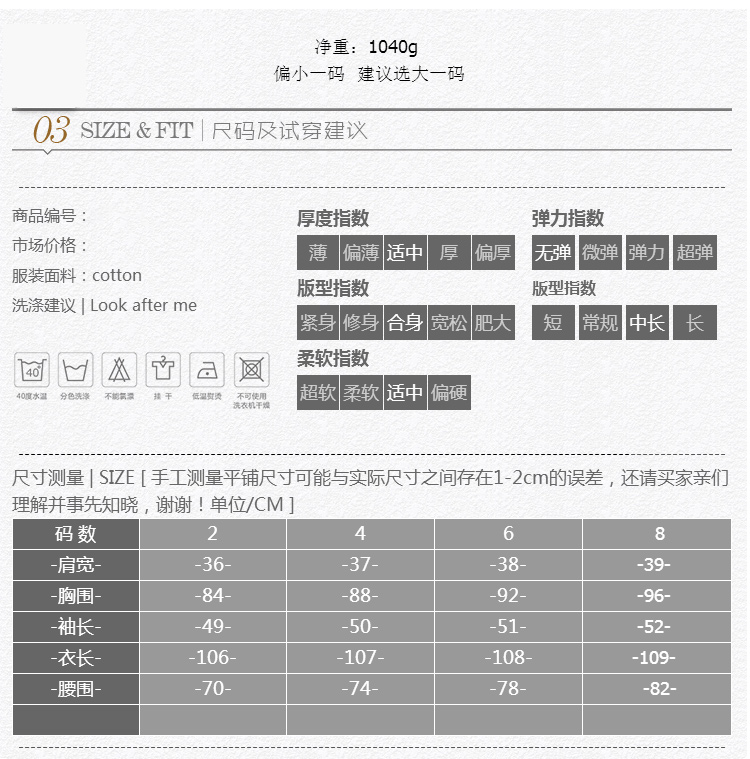 净重：1040g
偏小一码 建议选大一码
03 SIZE & FIT | 尺码及试穿建议
商品编号：
市场价格：
服装面料：cotton
洗涤建议 | Look after me
40
40度水温 分色洗涤 不能氯漂 挂干 低温熨烫 不可使用
洗衣机干燥
厚度指数
薄 偏薄 适中 厚 偏厚
版型指数
紧身 修身 合身 宽松 肥大
柔软指数
超软 柔软 适中 偏硬
弹力指数
无弹 微弹 弹力 超弹
版型指数
短 常规 中长 长
尺寸测量 | SIZE [ 手工测量平铺尺寸可能与实际尺寸之间存在1-2cm的误差，还请买家亲们
理解并事先知晓，谢谢！单位/CM ]
码 数 2 4 6 8
-肩宽- -36- -37- -38- -39-
-胸围- -84- -88- -92- -96-
-袖长- -49- -50- -51- -52-
-衣长- -106- -107- -108- -109-
-腰围- -70- -74- -78- -82-